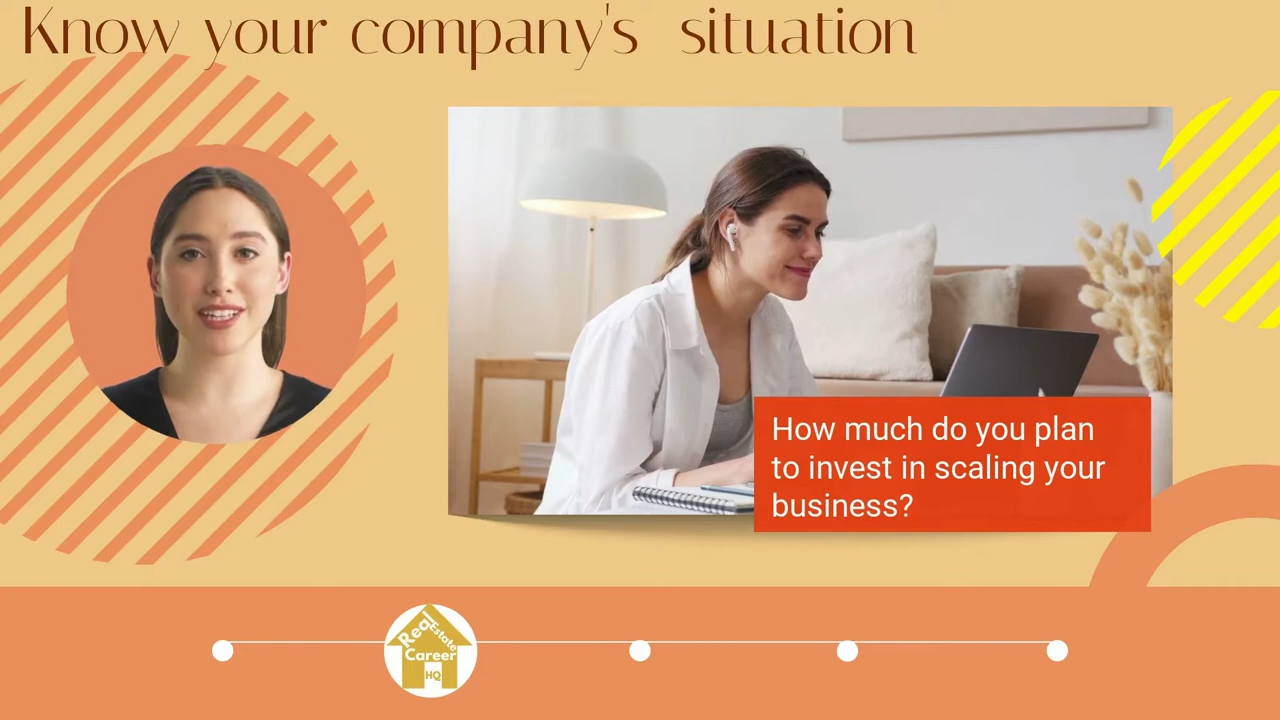 Know your company's situation
How much do you plan
to invest in scaling your
business?
Real
Estate
Career
HQ